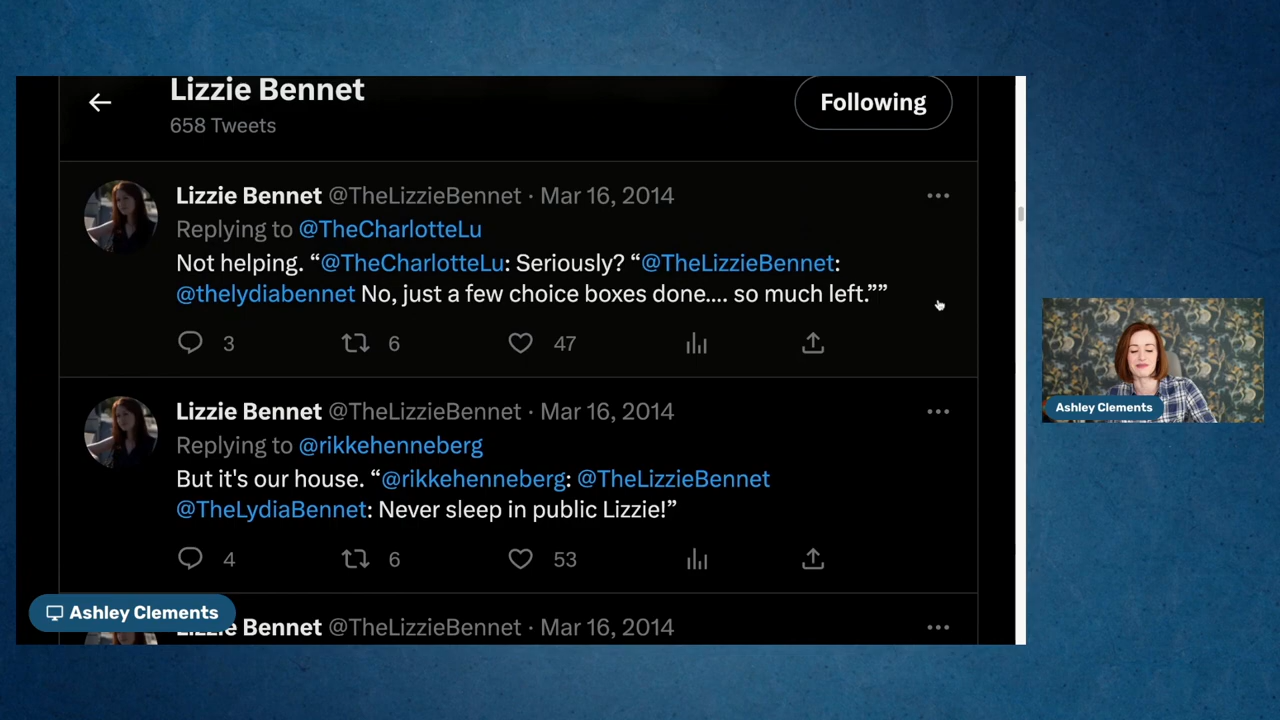 Lizzie Bennet
658 Tweets
Following
Lizzie Bennet @TheLizzieBennet · Mar 16, 2014
Replying to @TheCharlotteLu
Not helping. “@TheCharlotteLu: Seriously? “@TheLizzieBennet:
@thelydiabennet No, just a few choice boxes done.... so much left.””
3 6 47
Lizzie Bennet @TheLizzieBennet · Mar 16, 2014
Replying to @rikkehenneberg
But it's our house. “@rikkehenneberg: @TheLizzieBennet
@TheLydiaBennet: Never sleep in public Lizzie!”
4 6 53
Ashley Clements
Lizzie Bennet @TheLizzieBennet · Mar 16, 2014
Ashley Clements